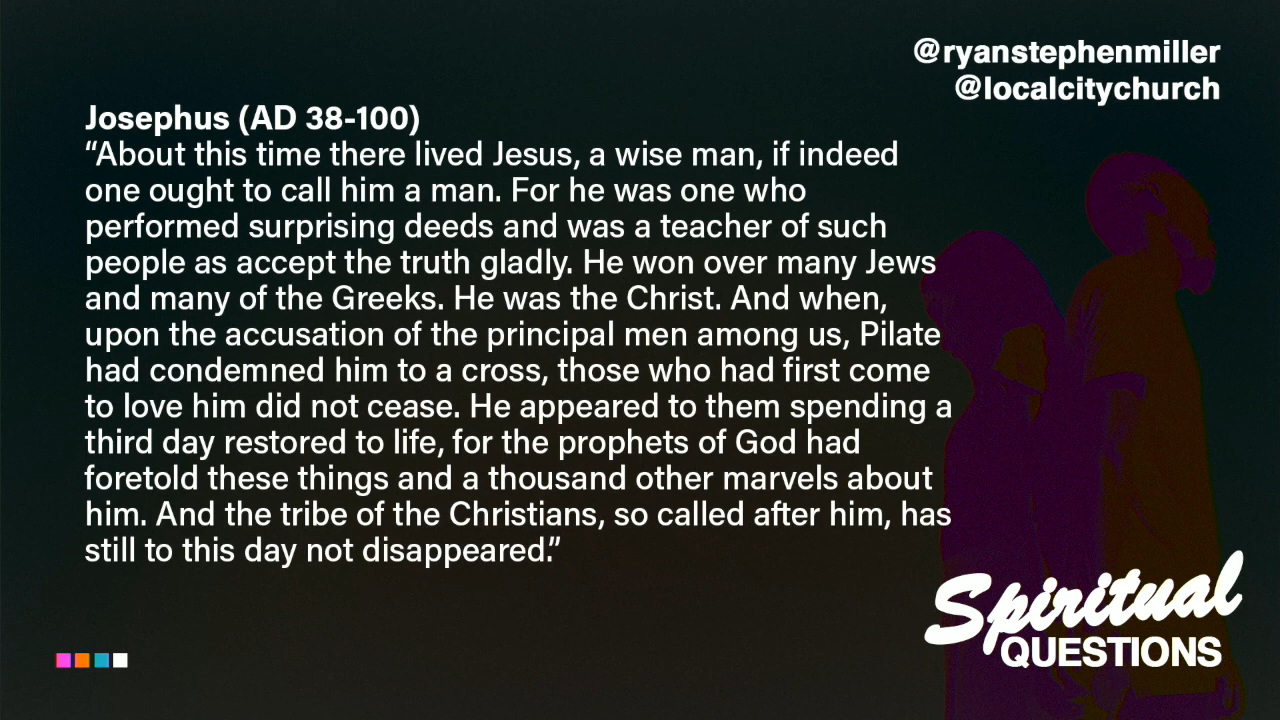 @ryanstephenmiller
@localcitychurch
Josephus (AD 38-100)
“About this time there lived Jesus, a wise man, if indeed
one ought to call him a man. For he was one who
performed surprising deeds and was a teacher of such
people as accept the truth gladly. He won over many Jews
and many of the Greeks. He was the Christ. And when,
upon the accusation of the principal men among us, Pilate
had condemned him to a cross, those who had first come
to love him did not cease. He appeared to them spending a
third day restored to life, for the prophets of God had
foretold these things and a thousand other marvels about
him. And the tribe of the Christians, so called after him, has
still to this day not disappeared.”
Spiritual
QUESTIONS